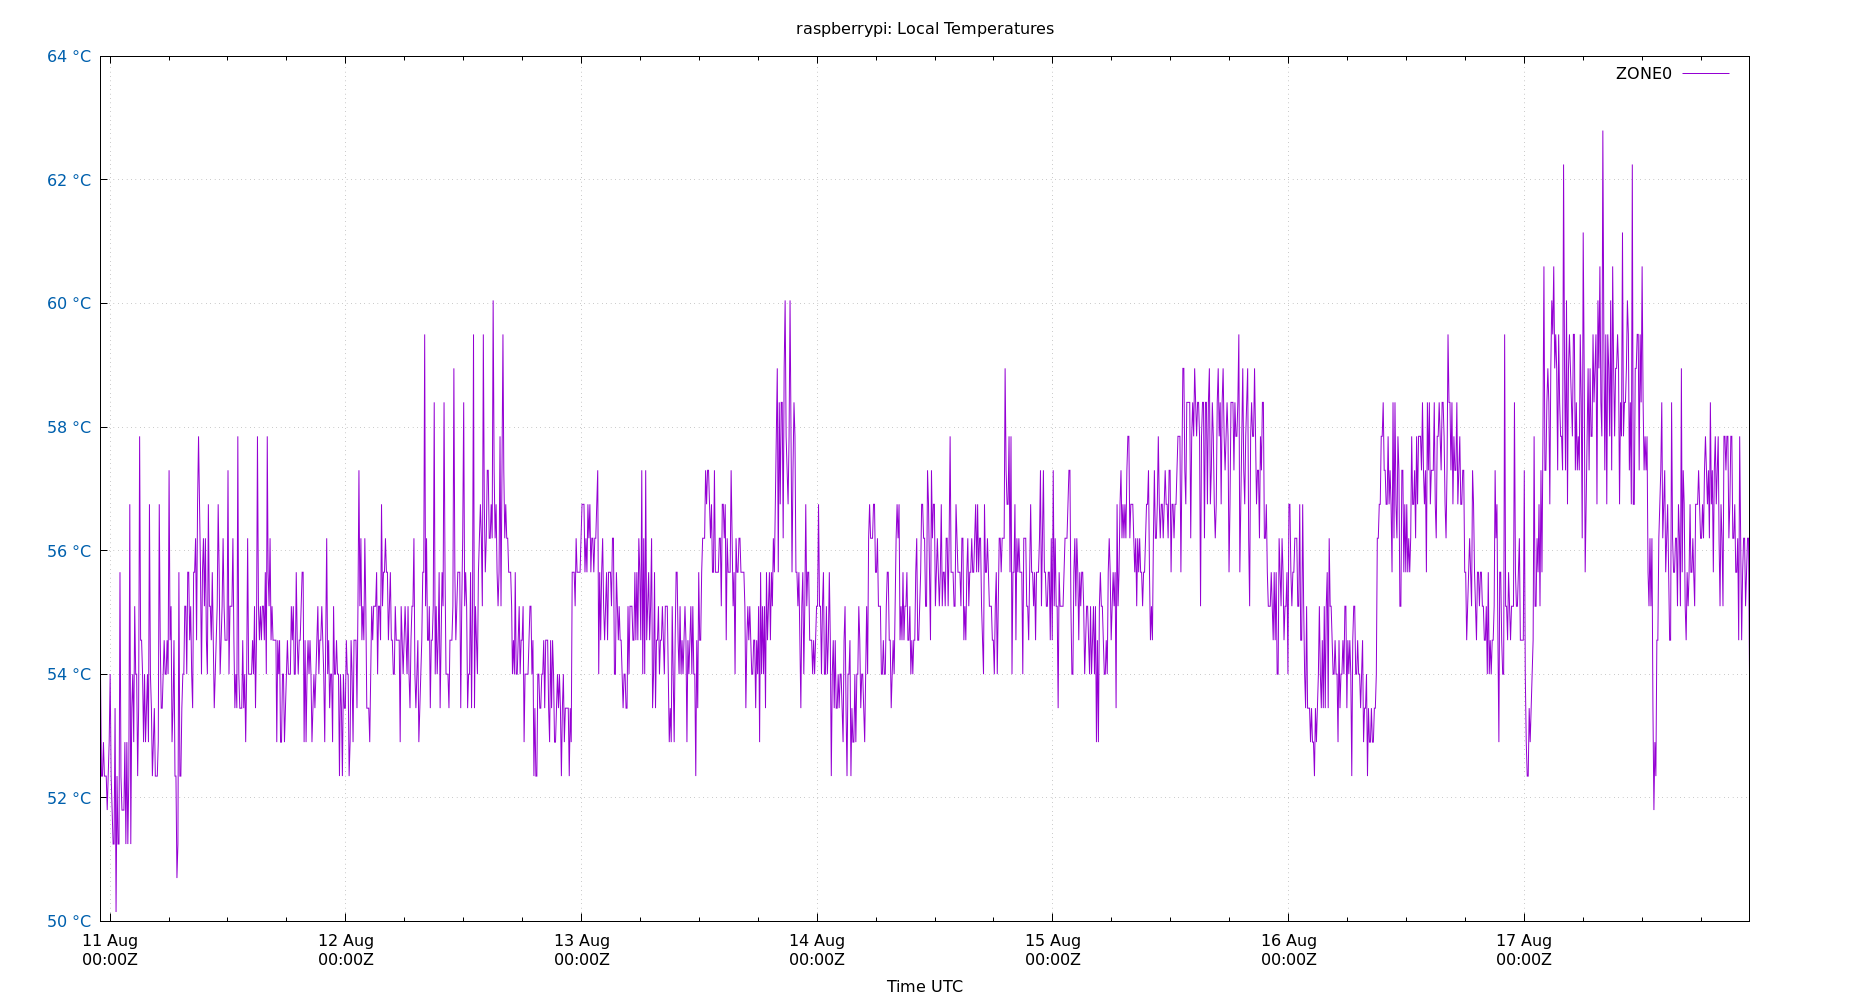 raspberrypi: Local Temperatures
64 °C
ZONE0
62 °C
60 °C
58 °C
56 °C
54 °C
52 °C
50 °C
11 Aug 12 Aug 13 Aug 14 Aug 15 Aug 16 Aug 17 Aug
00:00Z 00:00Z 00:00Z 00:00Z 00:00Z 00:00Z 00:00Z
Time UTC